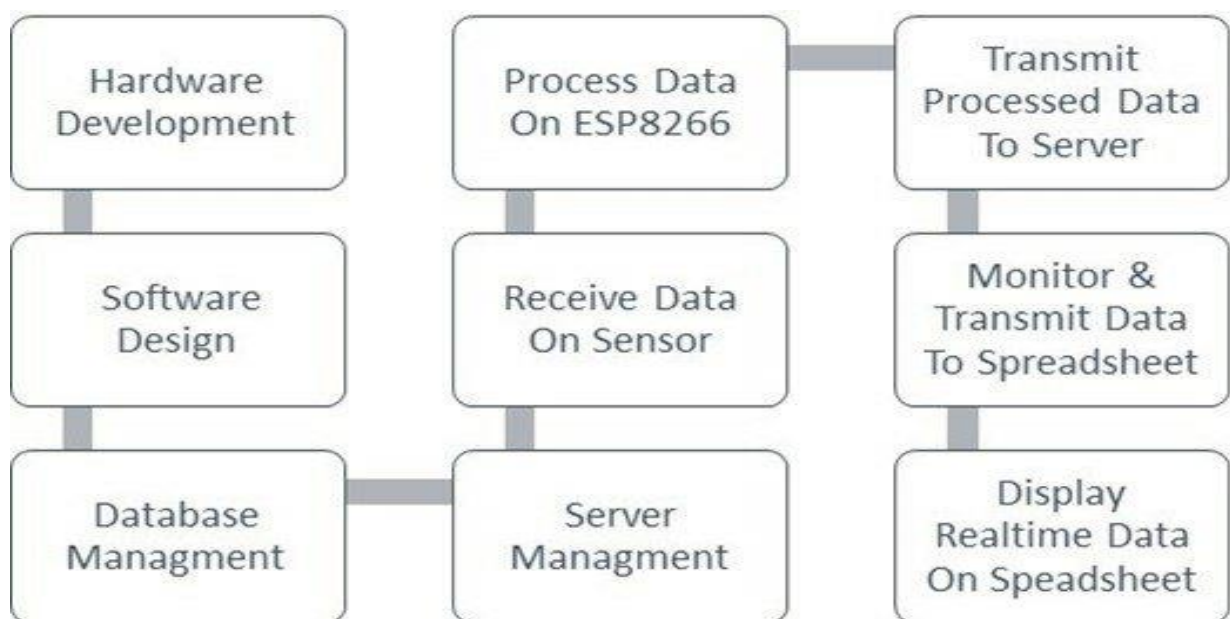 Hardware
Development
Software
Design
Database
Managment
Server
Managment
Receive Data
On Sensor
Process Data
On ESP8266
Transmit
Processed Data
To Server
Monitor &
Transmit Data
To Spreadsheet
Display
Realtime Data
On Speadsheet